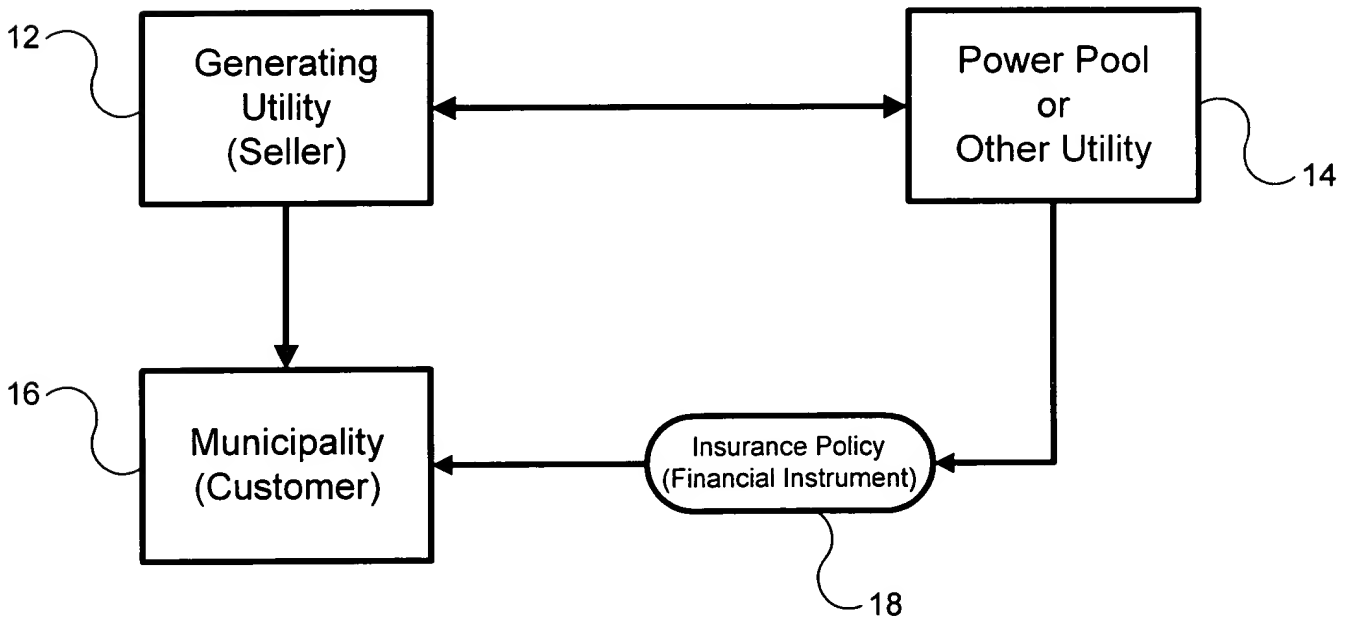 12
Generating
Utility
(Seller)
Power Pool
or
Other Utility
14
16
Municipality
(Customer)
Insurance Policy
(Financial Instrument)
18